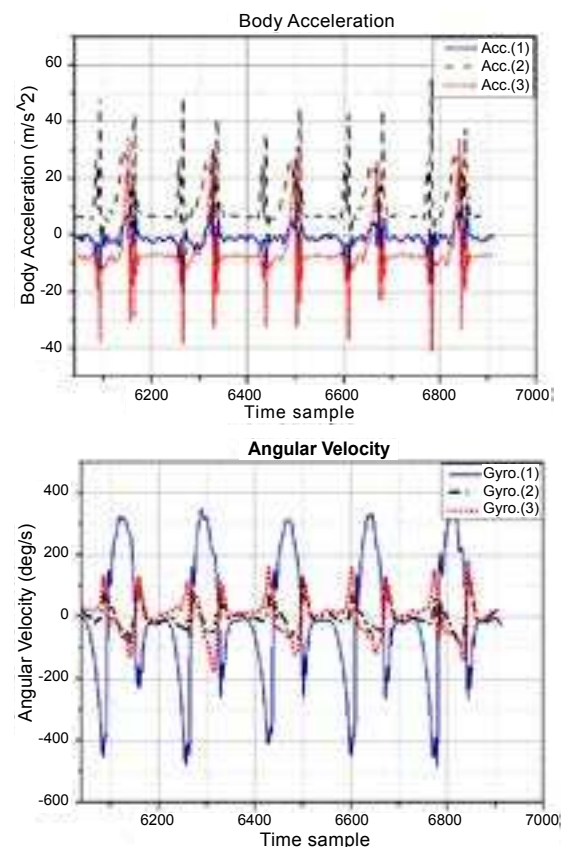 Body Acceleration
Acc.(1)
Acc.(2)
Acc.(3)
Body Acceleration (m/s^2)
60
40
20
0
-20
-40
6200
6400
6600
6800
7000
Time sample
Angular Velocity
Gyro.(1)
Gyro.(2)
Gyro.(3)
Angular Velocity (deg/s)
400
200
0
-200
-400
-600
6200
6400
6600
6800
7000
Time sample